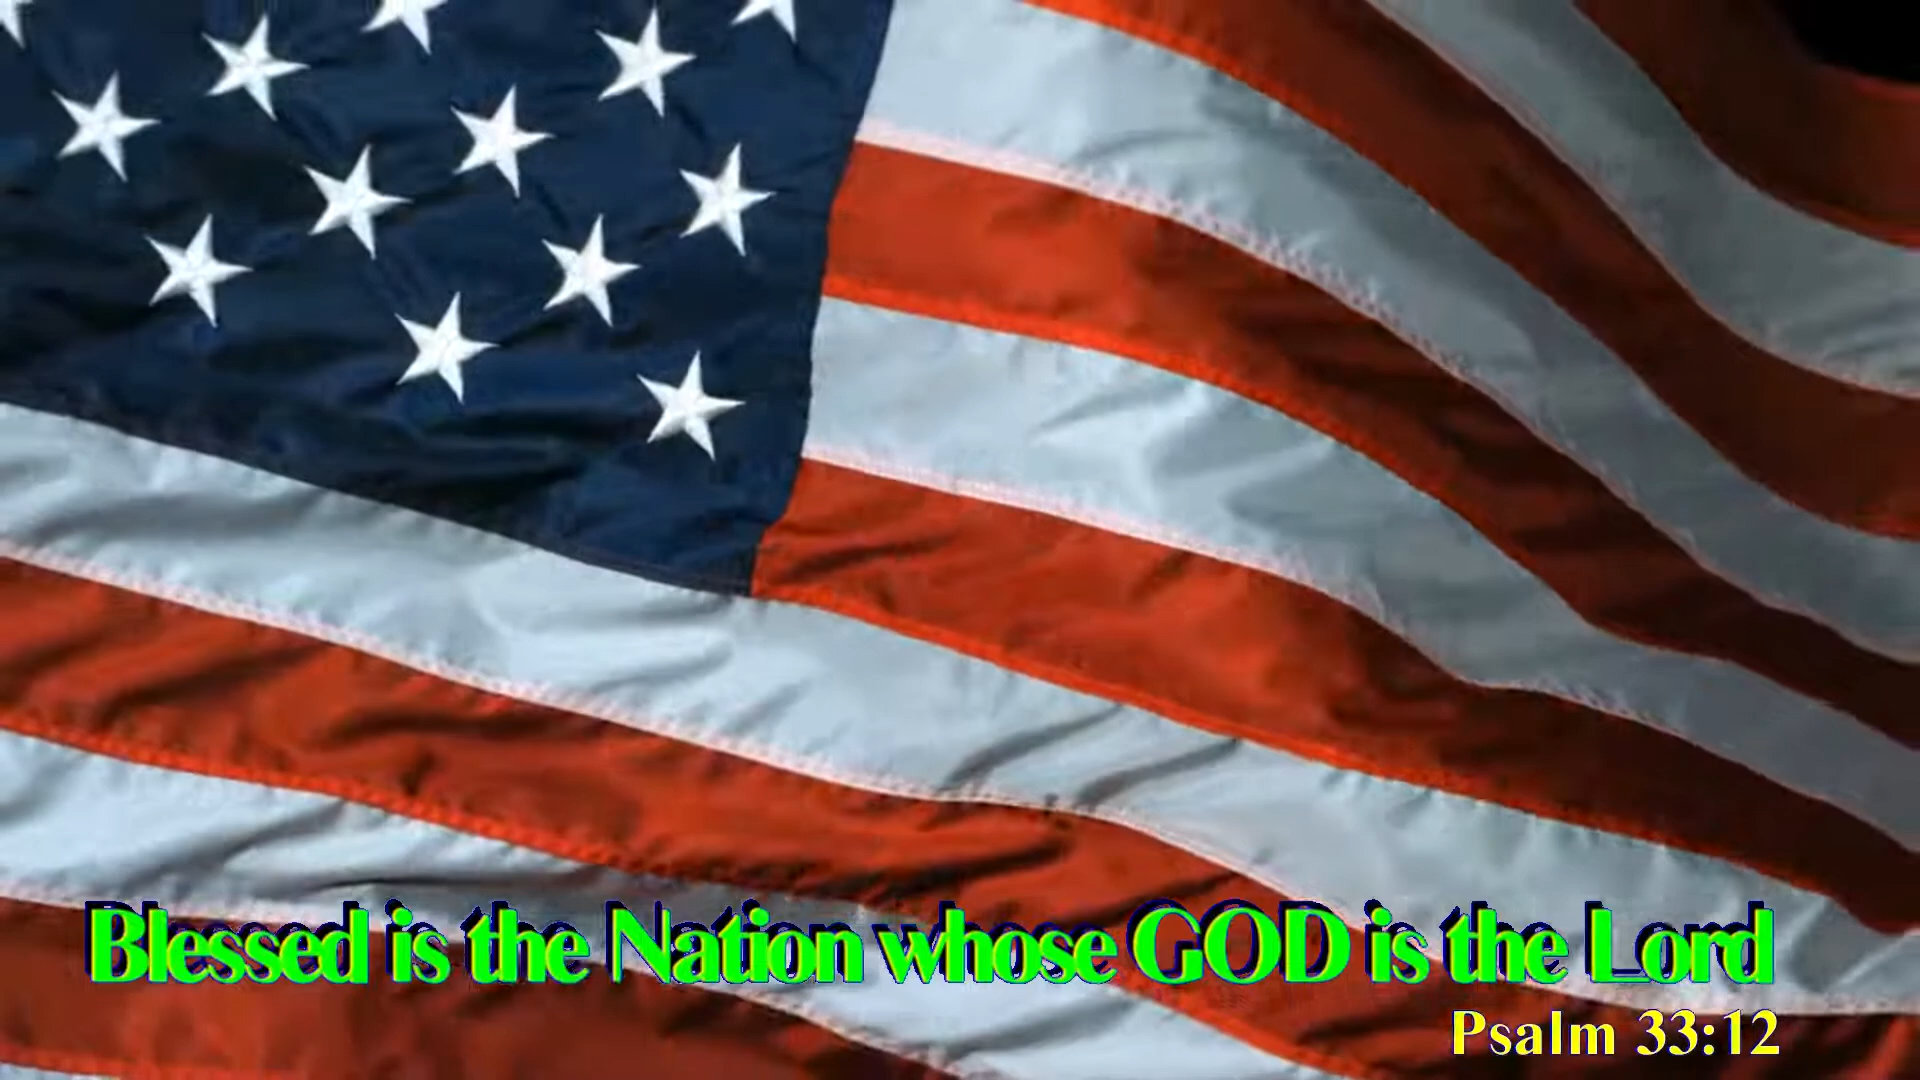 Blessed is the Nation whose GOD is the Lord
Psalm 33:12